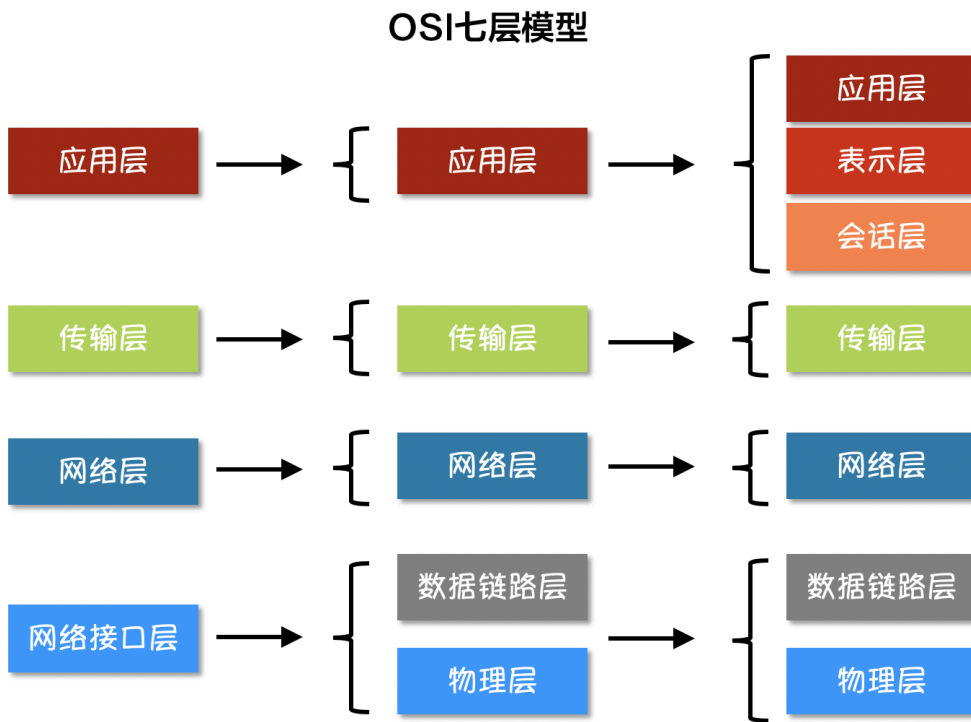 OSI七层模型
应用层
应用层
应用层
表示层
会话层
传输层
传输层
传输层
网络层
网络层
网络层
网络接口层
数据链路层
物理层
数据链路层
物理层